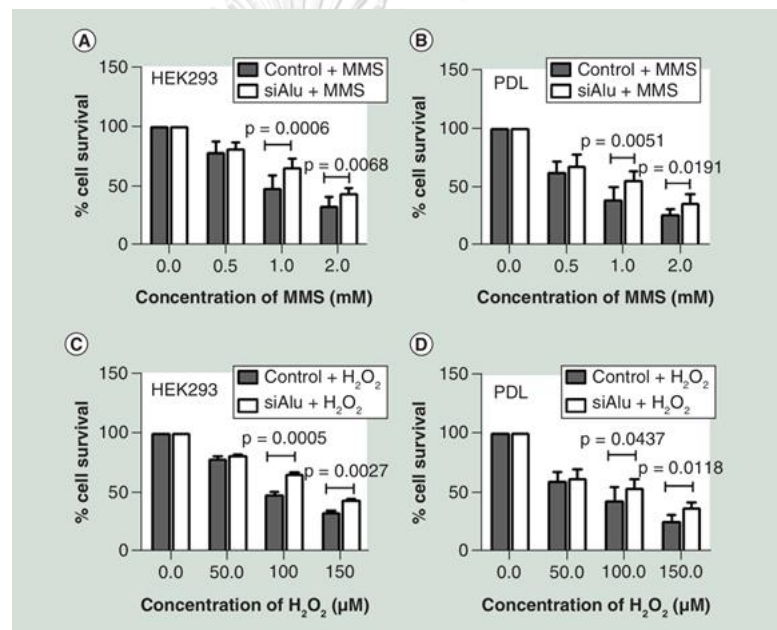 A
HEK293
Control + MMS
siAlu + MMS
p = 0.0006
p = 0.0068
% cell survival
150
100
50
0
0.0 0.5 1.0 2.0
Concentration of MMS (mM)
B
PDL
Control + MMS
siAlu + MMS
p = 0.0051
p = 0.0191
% cell survival
150
100
50
0
0.0 0.5 1.0 2.0
Concentration of MMS (mM)
C
HEK293
Control + H₂O₂
siAlu + H₂O₂
p = 0.0005
p = 0.0027
% cell survival
150
100
50
0
0.0 50.0 100 150
Concentration of H₂O₂ (µM)
D
PDL
Control + H₂O₂
siAlu + H₂O₂
p = 0.0437
p = 0.0118
% cell survival
150
100
50
0
0.0 50.0 100.0 150.0
Concentration of H₂O₂ (µM)